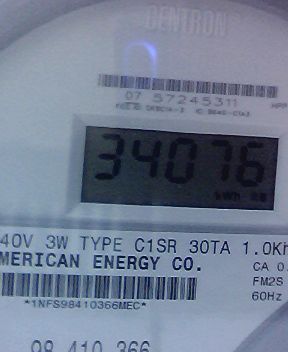 CENTRON
07 57245311
34076
kWh
40V 3W TYPE C1SR 30TA 1.0Kh
MERICAN ENERGY CO.
CA 0.
FM2S
60Hz
*1NFS98410366MEC*
98 410 366